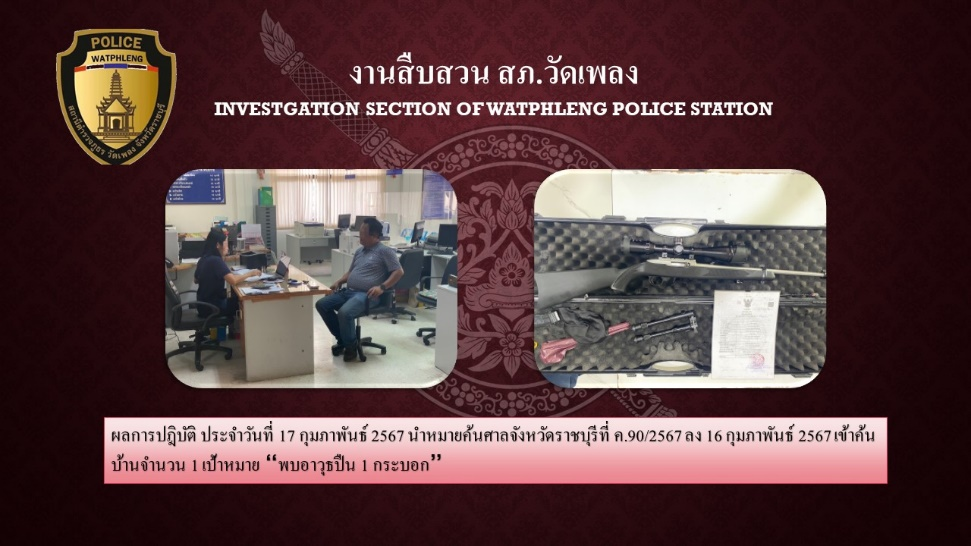 POLICE
WATPHLENG
สถานีตำรวจภูธร วัดเพลง จังหวัดราชบุรี
งานสืบสวน สภ.วัดเพลง
INVESTGATION SECTION OF WATPHLENG POLICE STATION
ผลการปฎิบัติ ประจำวันที่ 17 กุมภาพันธ์ 2567 นำหมายค้นศาลจังหวัดราชบุรีที่ ค.90/2567 ลง 16 กุมภาพันธ์ 2567 เข้าค้น
บ้านจำนวน 1 เป้าหมาย “พบอาวุธปืน 1 กระบอก”